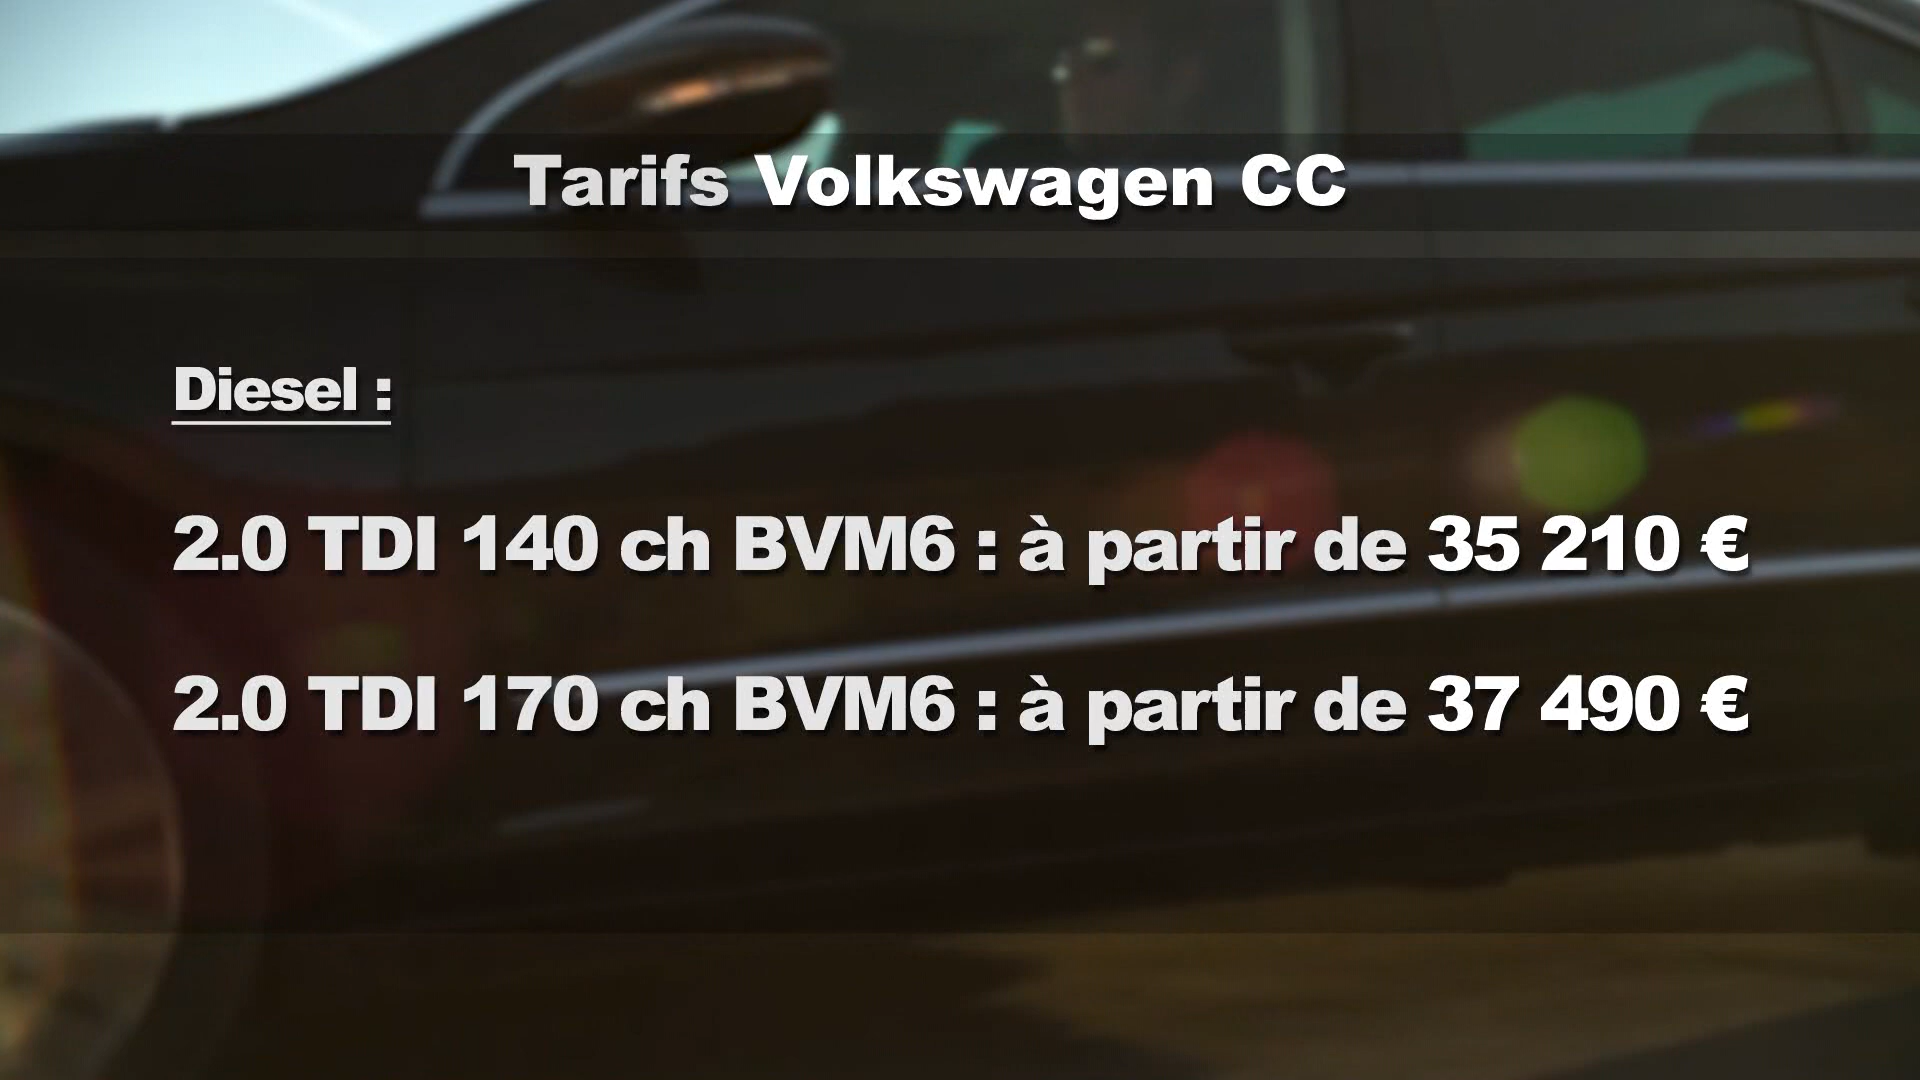 Tarifs Volkswagen CC
Diesel :
2.0 TDI 140 ch BVM6 : à partir de 35 210 €
2.0 TDI 170 ch BVM6 : à partir de 37 490 €